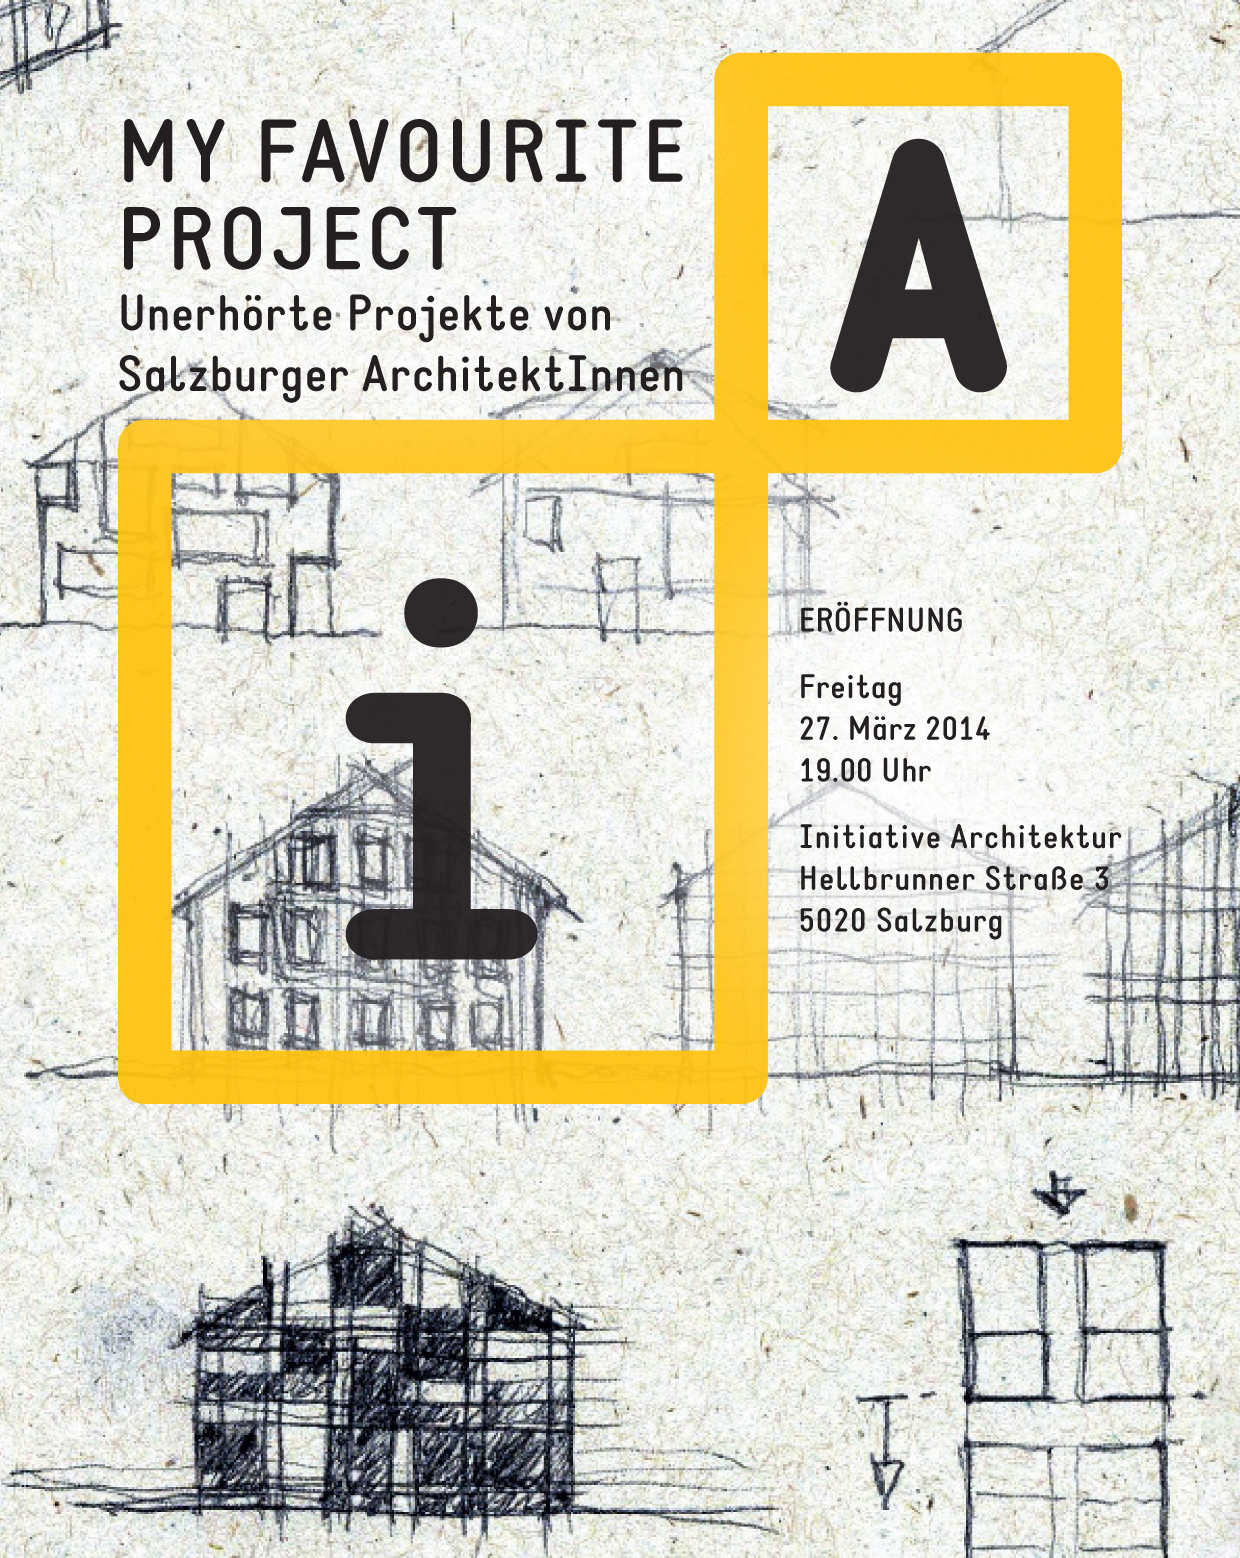 MY FAVOURITE
PROJECT
Unerhörte Projekte von
Salzburger ArchitektInnen
A
i
ERÖFFNUNG
Freitag
27. März 2014
19.00 Uhr
Initiative Architektur
Hellbrunner Straße 3
5020 Salzburg